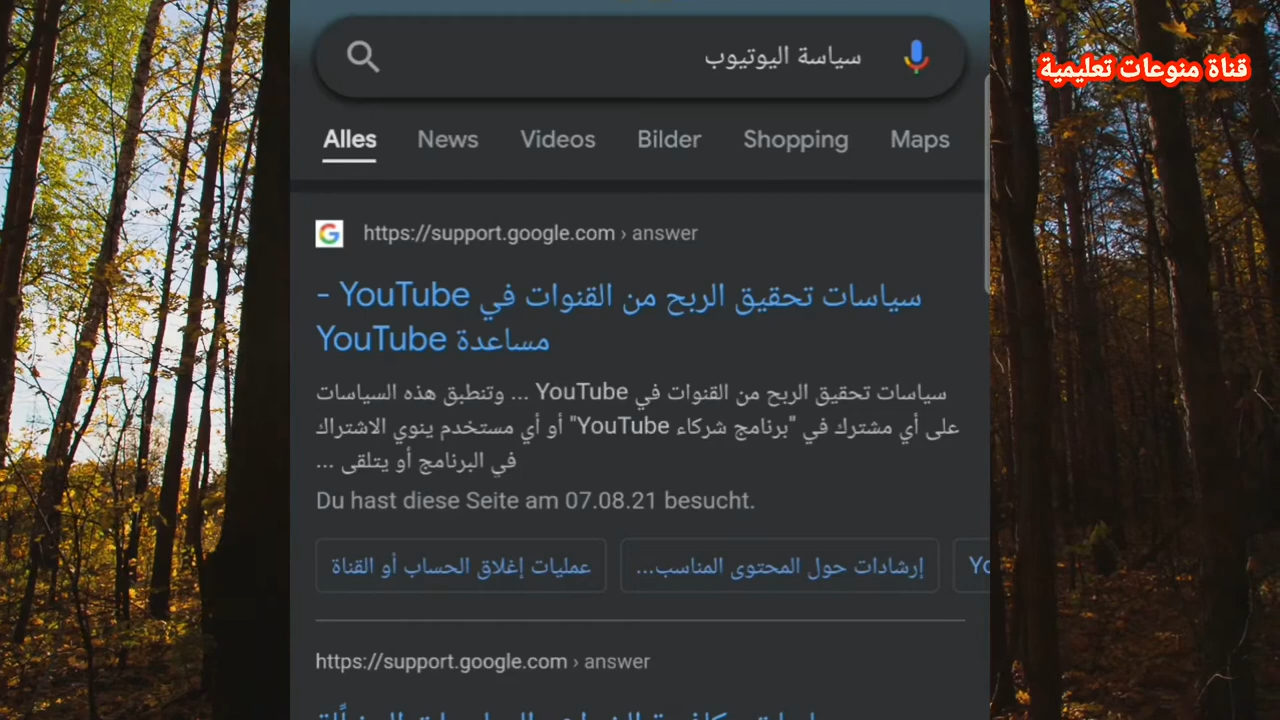 سياسة اليوتيوب
قناة منوعات تعليمية
Alles News Videos Bilder Shopping Maps
https://support.google.com › answer
سياسات تحقيق الربح من القنوات في YouTube -
مساعدة YouTube
سياسات تحقيق الربح من القنوات في YouTube ... وتنطبق هذه السياسات
على أي مشترك في "برنامج شركاء YouTube" أو أي مستخدم ينوي الاشتراك
في البرنامج أو يتلقى ...
Du hast diese Seite am 07.08.21 besucht.
عمليات إغلاق الحساب أو القناة
إرشادات حول المحتوى المناسب...
https://support.google.com › answer